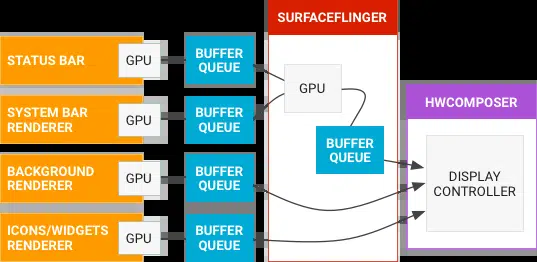 SURFACEFLINGER
STATUS BAR
GPU
BUFFER
QUEUE
GPU
HWCOMPOSER
SYSTEM BAR
RENDERER
GPU
BUFFER
QUEUE
BUFFER
QUEUE
BACKGROUND
RENDERER
GPU
BUFFER
QUEUE
DISPLAY
CONTROLLER
ICONS/WIDGETS
RENDERER
GPU
BUFFER
QUEUE